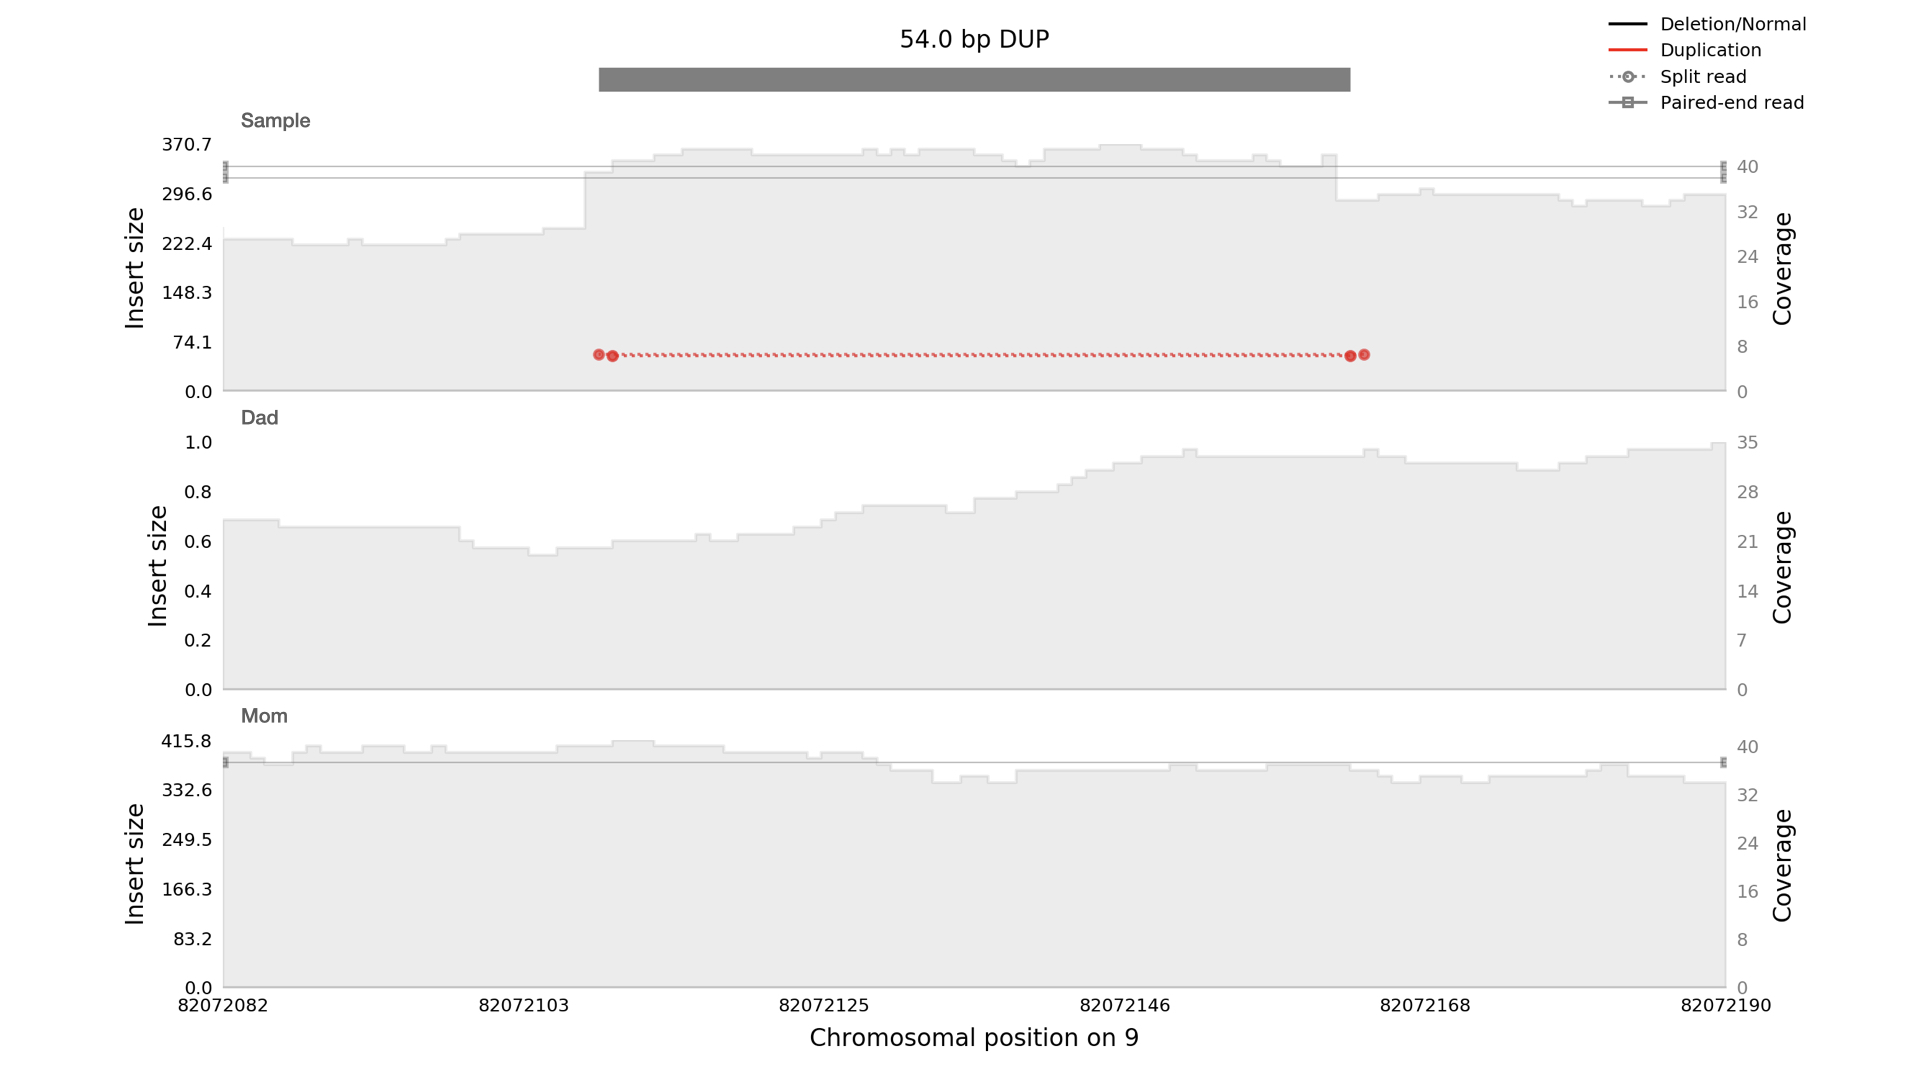 54.0 bp DUP
Deletion/Normal
Duplication
Split read
Paired-end read
Sample
370.7
296.6
222.4
148.3
74.1
0.0
Insert size
40
32
24
16
8
0
Coverage
Dad
1.0
0.8
0.6
0.4
0.2
0.0
Insert size
35
28
21
14
7
0
Coverage
Mom
415.8
332.6
249.5
166.3
83.2
0.0
Insert size
40
32
24
16
8
0
Coverage
82072082 82072103 82072125 82072146 82072168 82072190
Chromosomal position on 9